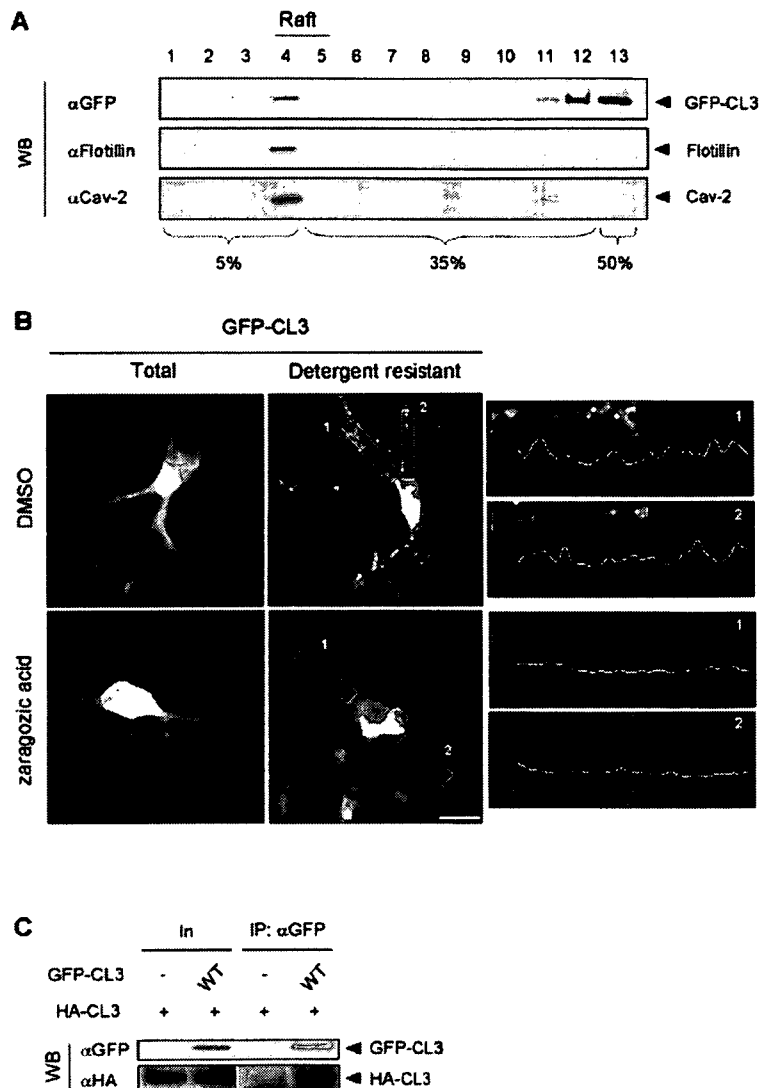 A
Raft
1 2 3 4 5 6 7 8 9 10 11 12 13
WB
αGFP
GFP-CL3
αFlotillin
Flotillin
αCav-2
Cav-2
5% 35% 50%
B
GFP-CL3
Total Detergent resistant
DMSO
1 2
1
2
zaragozic acid
1
2
1
2
C
In IP: αGFP
GFP-CL3 - WT - WT
HA-CL3 + + + +
WB
αGFP
GFP-CL3
αHA
HA-CL3